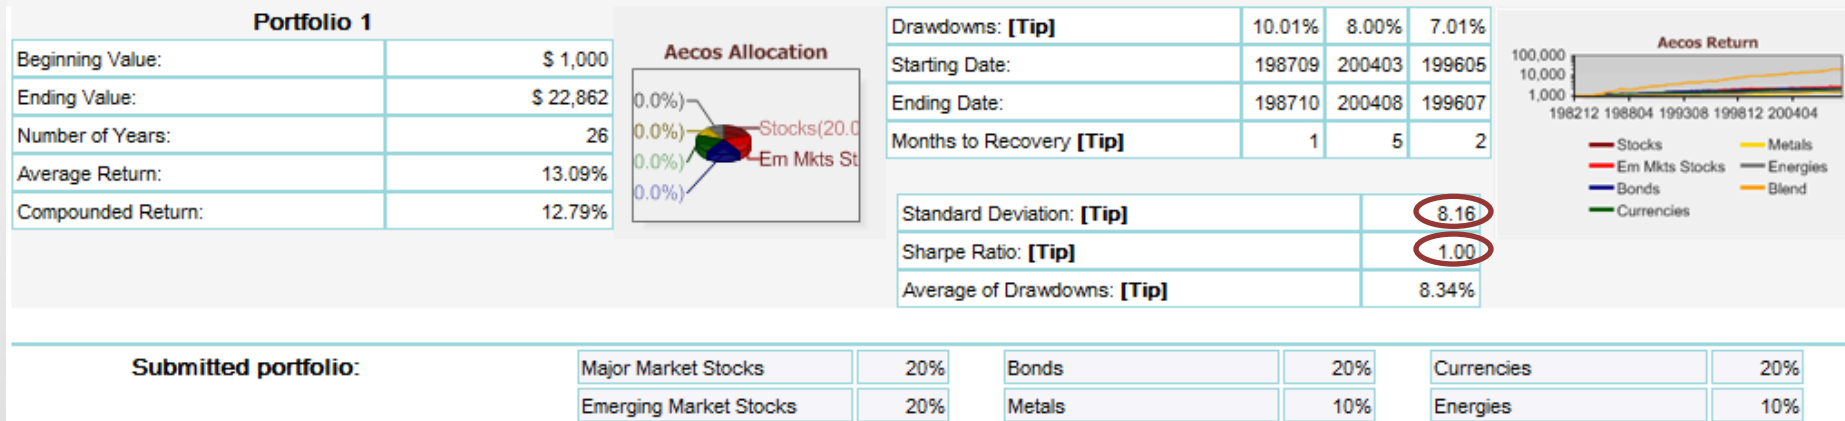 Portfolio 1
Beginning Value: $ 1,000
Ending Value: $ 22,862
Number of Years: 26
Average Return: 13.09%
Compounded Return: 12.79%
Aecos Allocation
0.0%)
0.0%) Stocks(20.0
0.0%) Em Mkts St
0.0%)
Drawdowns: [Tip] 10.01% 8.00% 7.01%
Starting Date: 198709 200403 199605
Ending Date: 198710 200408 199607
Months to Recovery [Tip] 1 5 2
Standard Deviation: [Tip] 8.16
Sharpe Ratio: [Tip] 1.00
Average of Drawdowns: [Tip] 8.34%
Aecos Return
100,000
10,000
1,000
198212 198804 199308 199812 200404
Stocks Metals
Em Mkts Stocks Energies
Bonds Blend
Currencies
Submitted portfolio: Major Market Stocks 20% Bonds 20% Currencies 20%
Emerging Market Stocks 20% Metals 10% Energies 10%